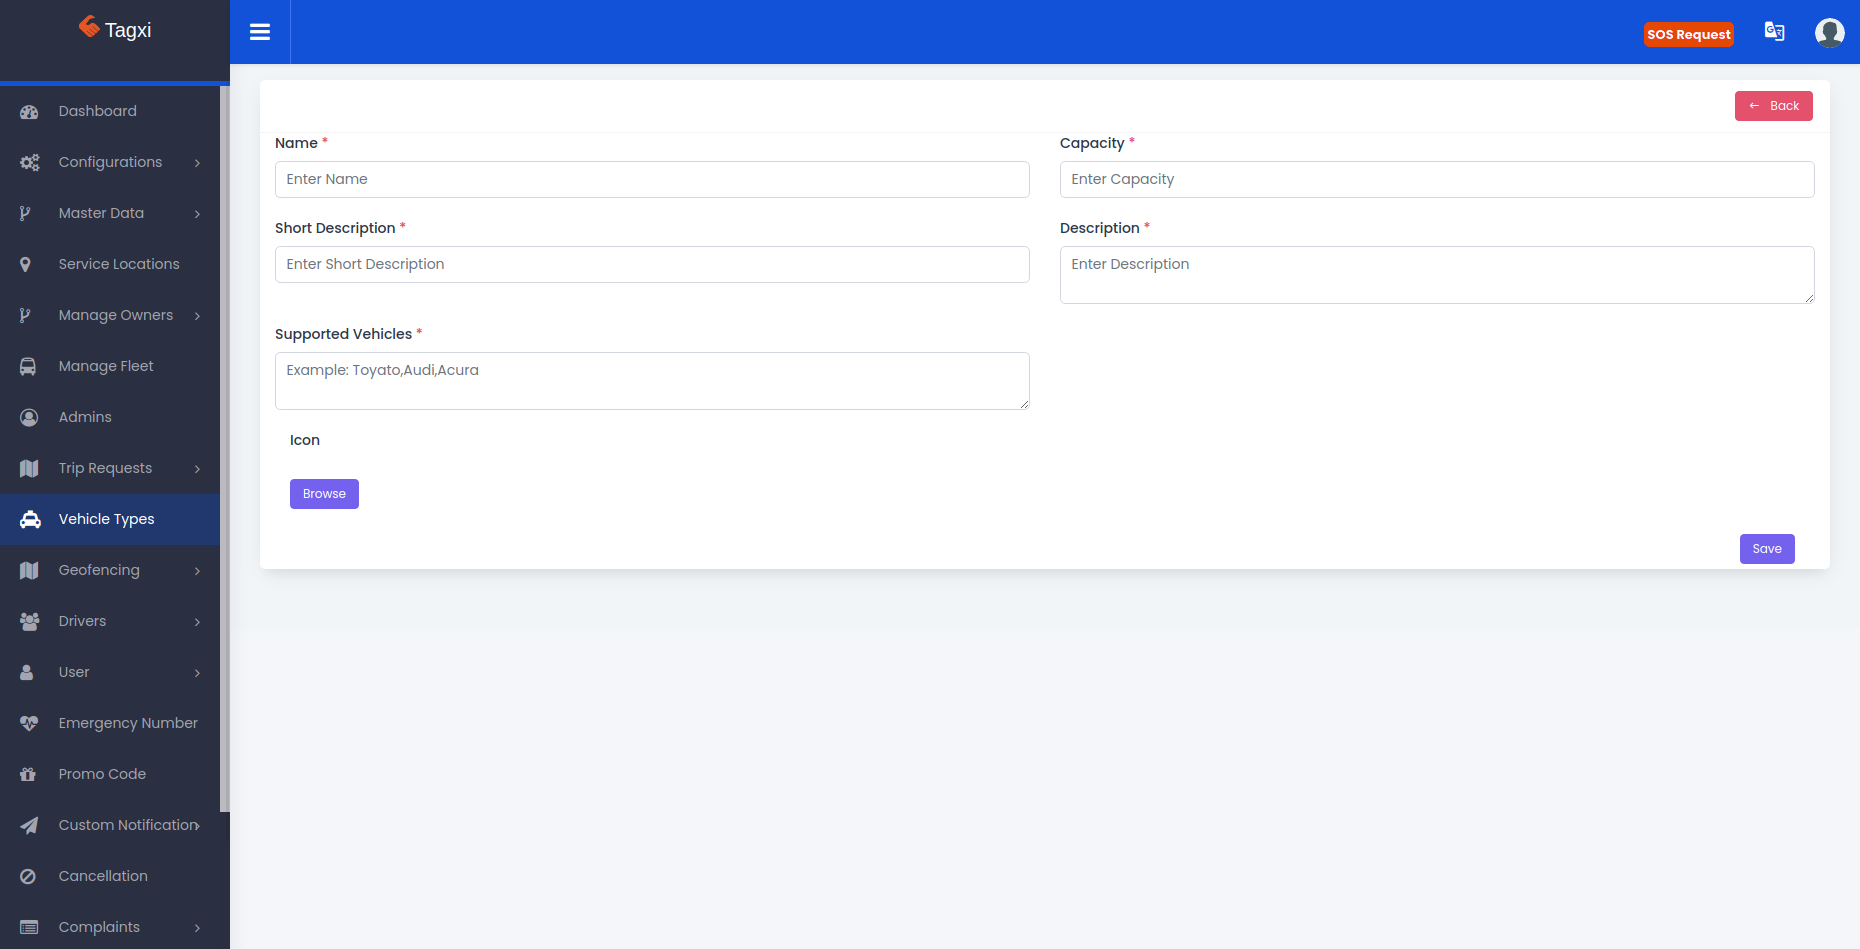 Tagxi
SOS Request
Dashboard
Configurations
Master Data
Service Locations
Manage Owners
Manage Fleet
Admins
Trip Requests
Vehicle Types
Geofencing
Drivers
User
Emergency Number
Promo Code
Custom Notification
Cancellation
Complaints
← Back
Name *
Enter Name
Capacity *
Enter Capacity
Short Description *
Enter Short Description
Description *
Enter Description
Supported Vehicles *
Example: Toyato,Audi,Acura
Icon
Browse
Save